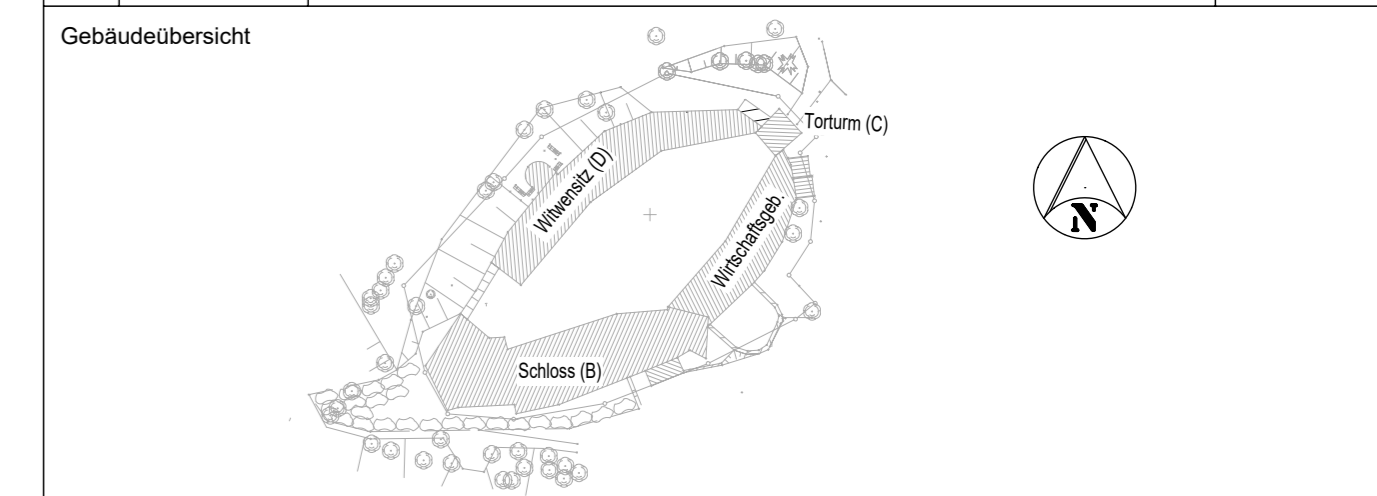 Gebäudeübersicht
Torturm (C)
Witwensitz (D)
Wirtschaftsgeb.
Schloss (B)
N